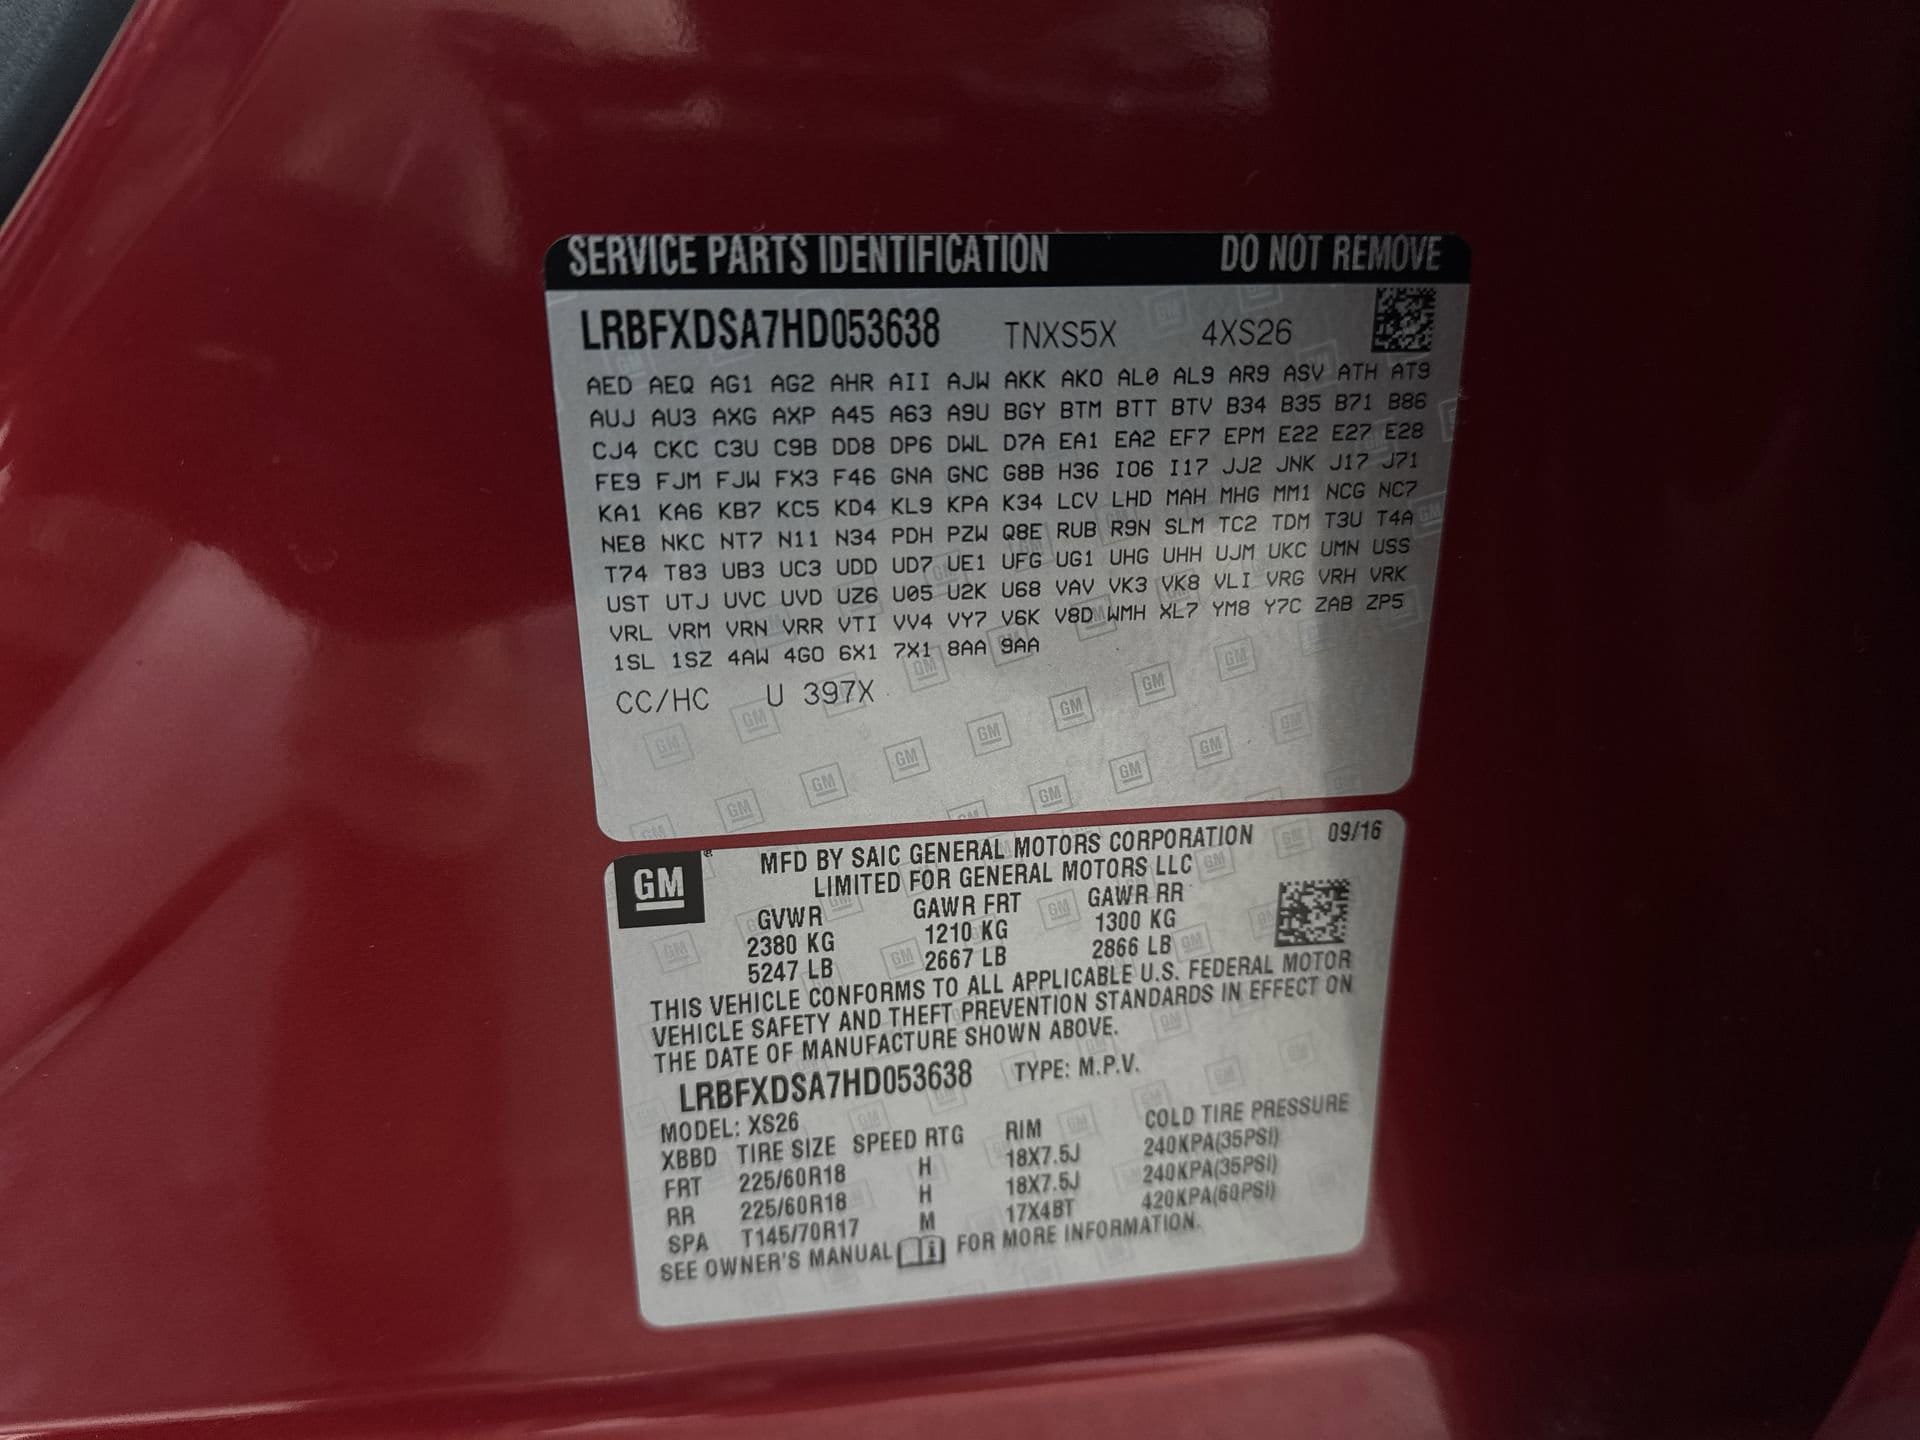 SERVICE PARTS IDENTIFICATION DO NOT REMOVE
LRBFXDSA7HD053638 TNXS5X 4XS26
AED AEQ AG1 AG2 AHR AII AJW AKK AKO AL0 AL9 AR9 ASV ATH AT9
AUJ AU3 AXG AXP A45 A63 A9U BGY BTM BTT BTV B34 B35 B71 B86
CJ4 CKC C3U C9B DD8 DP6 DWL D7A EA1 EA2 EF7 EPM E22 E27 E28
FE9 FJM FJW FX3 F46 GNA GNC G8B H36 IO6 I17 JJ2 JNK J17 J71
KA1 KA6 KB7 KC5 KD4 KL9 KPA K34 LCV LHD MAH MHG MM1 NCG NC7
NE8 NKC NT7 N11 N34 PDH PZW Q8E RUB R9N SLM TC2 TDM T3U T4A
T74 T83 UB3 UC3 UDD UD7 UE1 UFG UG1 UHG UHH UJM UKC UMN USS
UST UTJ UVC UVD UZ6 U05 U2K U68 VAV VK3 VK8 VLI VRG VRH VRK
VRL VRM VRN VRR VTI VV4 VY7 V6K V8D WMH XL7 YM8 Y7C ZAB ZP5
1SL 1SZ 4AW 4GO 6X1 7X1 8AA 9AA
CC/HC U 397X
GM® MFD BY SAIC GENERAL MOTORS CORPORATION 09/16
LIMITED FOR GENERAL MOTORS LLC
GVWR GAWR FRT GAWR RR
2380 KG 1210 KG 1300 KG
5247 LB 2667 LB 2866 LB
THIS VEHICLE CONFORMS TO ALL APPLICABLE U.S. FEDERAL MOTOR
VEHICLE SAFETY AND THEFT PREVENTION STANDARDS IN EFFECT ON
THE DATE OF MANUFACTURE SHOWN ABOVE.
LRBFXDSA7HD053638 TYPE: M.P.V.
MODEL: XS26
XBBD TIRE SIZE SPEED RTG RIM COLD TIRE PRESSURE
FRT 225/60R18 H 18X7.5J 240KPA(35PSI)
RR 225/60R18 H 18X7.5J 240KPA(35PSI)
SPA T145/70R17 M 17X4BT 420KPA(60PSI)
SEE OWNER'S MANUAL FOR MORE INFORMATION.